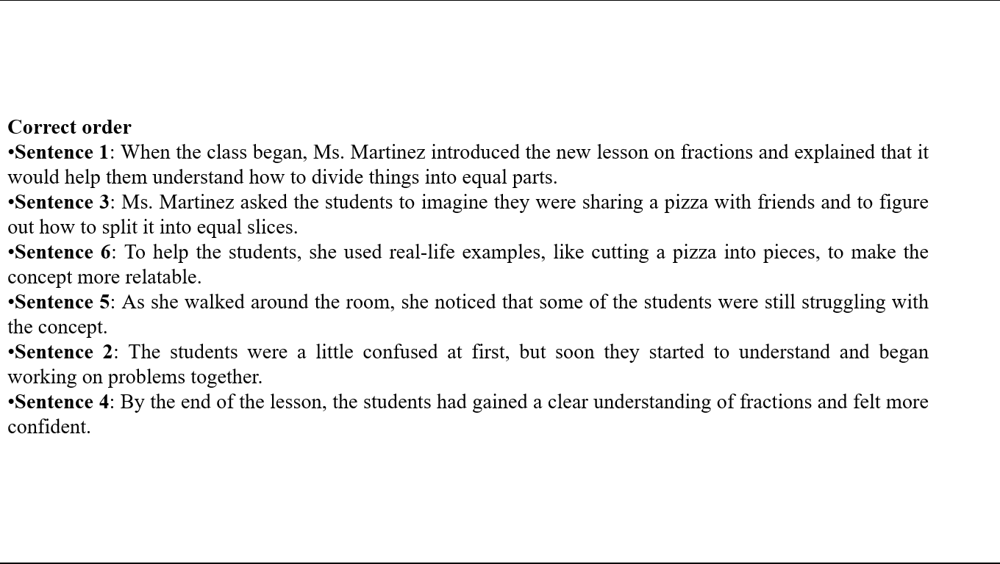 Correct order
•Sentence 1: When the class began, Ms. Martinez introduced the new lesson on fractions and explained that it
would help them understand how to divide things into equal parts.
•Sentence 3: Ms. Martinez asked the students to imagine they were sharing a pizza with friends and to figure
out how to split it into equal slices.
•Sentence 6: To help the students, she used real-life examples, like cutting a pizza into pieces, to make the
concept more relatable.
•Sentence 5: As she walked around the room, she noticed that some of the students were still struggling with
the concept.
•Sentence 2: The students were a little confused at first, but soon they started to understand and began
working on problems together.
•Sentence 4: By the end of the lesson, the students had gained a clear understanding of fractions and felt more
confident.